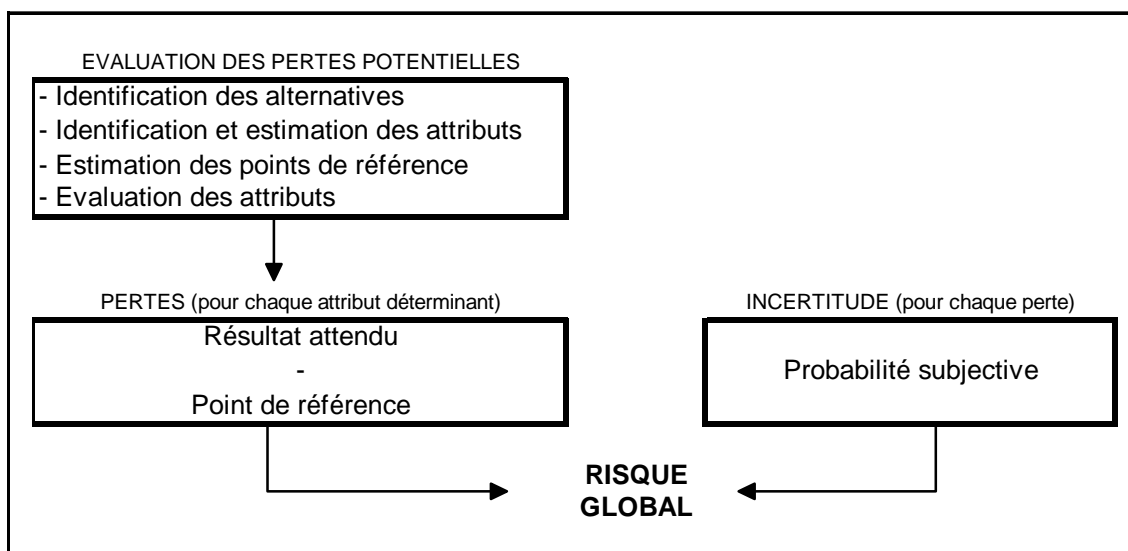 EVALUATION DES PERTES POTENTIELLES
- Identification des alternatives
- Identification et estimation des attributs
- Estimation des points de référence
- Evaluation des attributs
PERTES (pour chaque attribut déterminant)
Résultat attendu
-
Point de référence
INCERTITUDE (pour chaque perte)
Probabilité subjective
RISQUE
GLOBAL